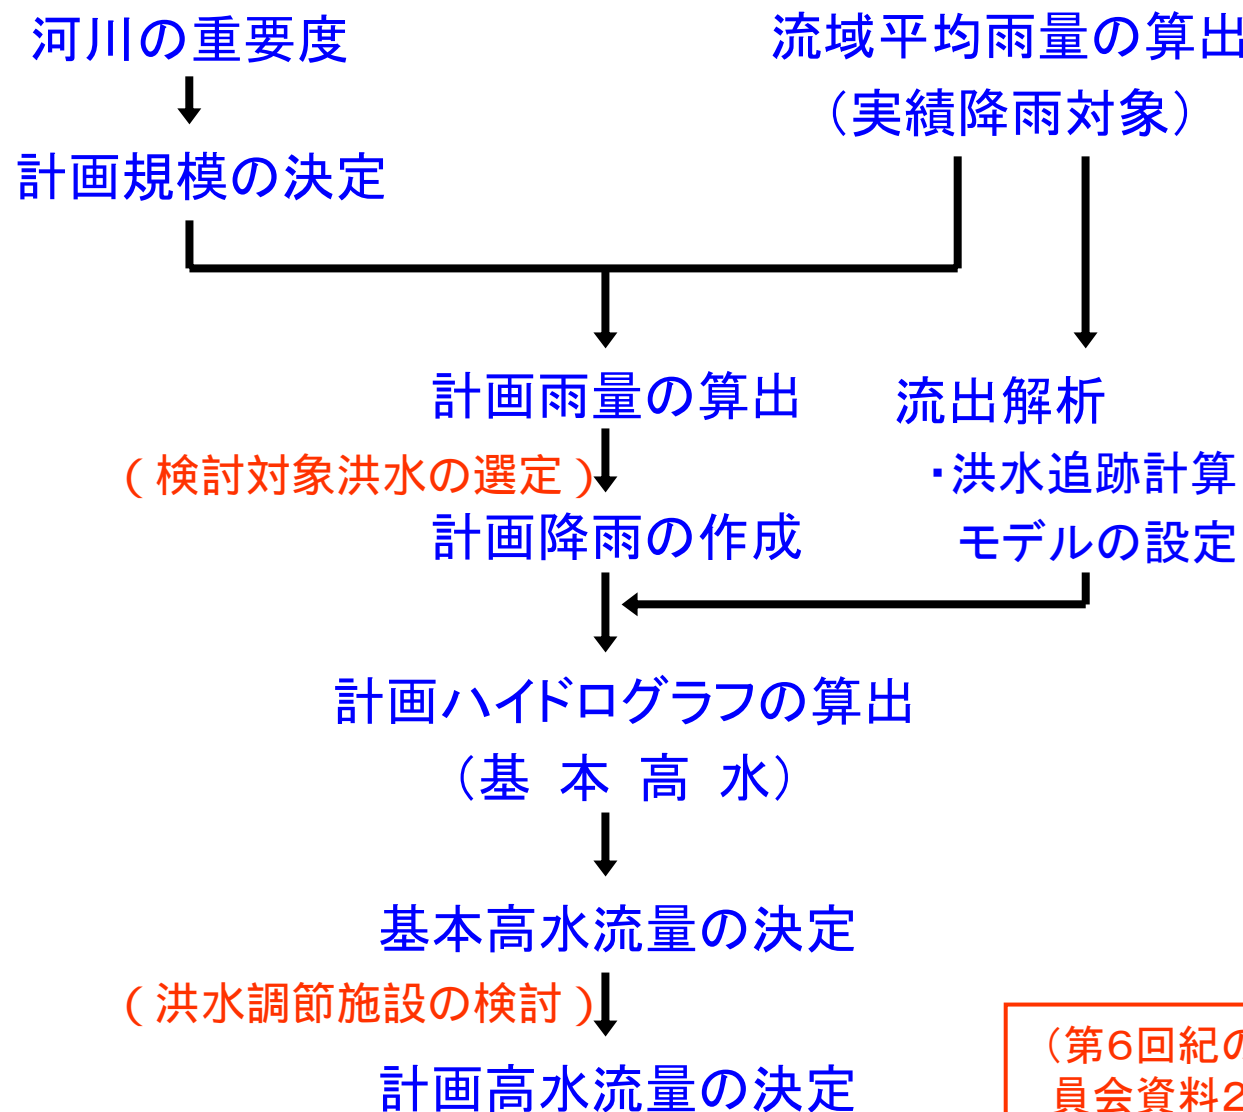 河川の重要度
流域平均雨量の算出
（実績降雨対象）
計画規模の決定
計画雨量の算出
流出解析
（検討対象洪水の選定）
・洪水追跡計算
計画降雨の作成
モデルの設定
計画ハイドログラフの算出
（基 本 高 水）
基本高水流量の決定
（洪水調節施設の検討）
計画高水流量の決定
（第6回紀の
員会資料2